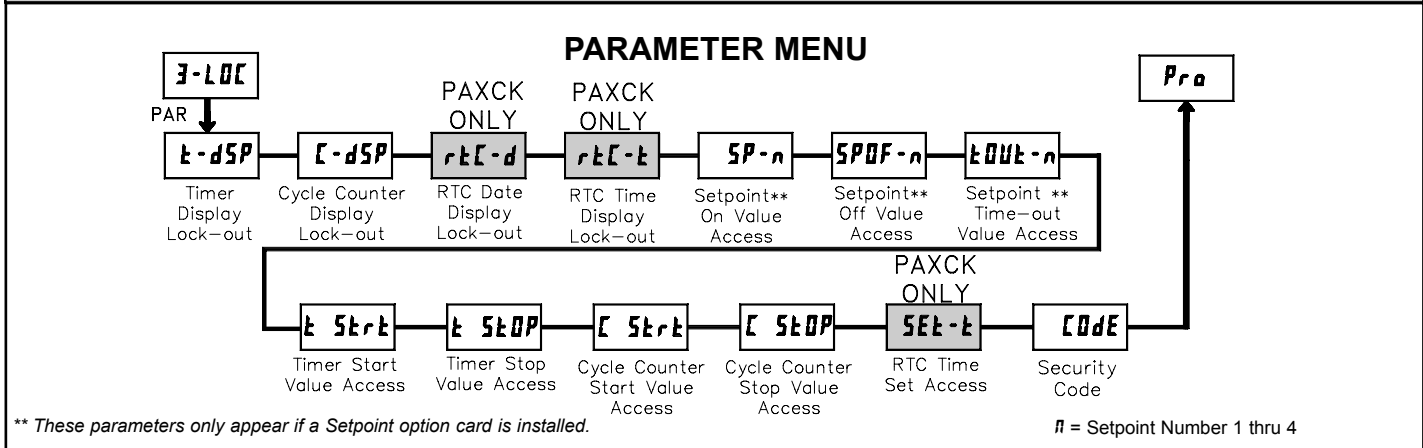 PARAMETER MENU
3-LOC
Pro
PAR
PAXCK
ONLY
PAXCK
ONLY
t-dSP
C-dSP
rtC-d
rtC-t
SP-n
SPOF-n
tOUt-n
Timer
Display
Lock-out
Cycle Counter
Display
Lock-out
RTC Date
Display
Lock-out
RTC Time
Display
Lock-out
Setpoint**
On Value
Access
Setpoint**
Off Value
Access
Setpoint **
Time-out
Value Access
PAXCK
ONLY
t Strt
t StOP
C Strt
C StOP
SEt-t
COdE
Timer Start
Value Access
Timer Stop
Value Access
Cycle Counter
Start Value
Access
Cycle Counter
Stop Value
Access
RTC Time
Set Access
Security
Code
** These parameters only appear if a Setpoint option card is installed.
n = Setpoint Number 1 thru 4